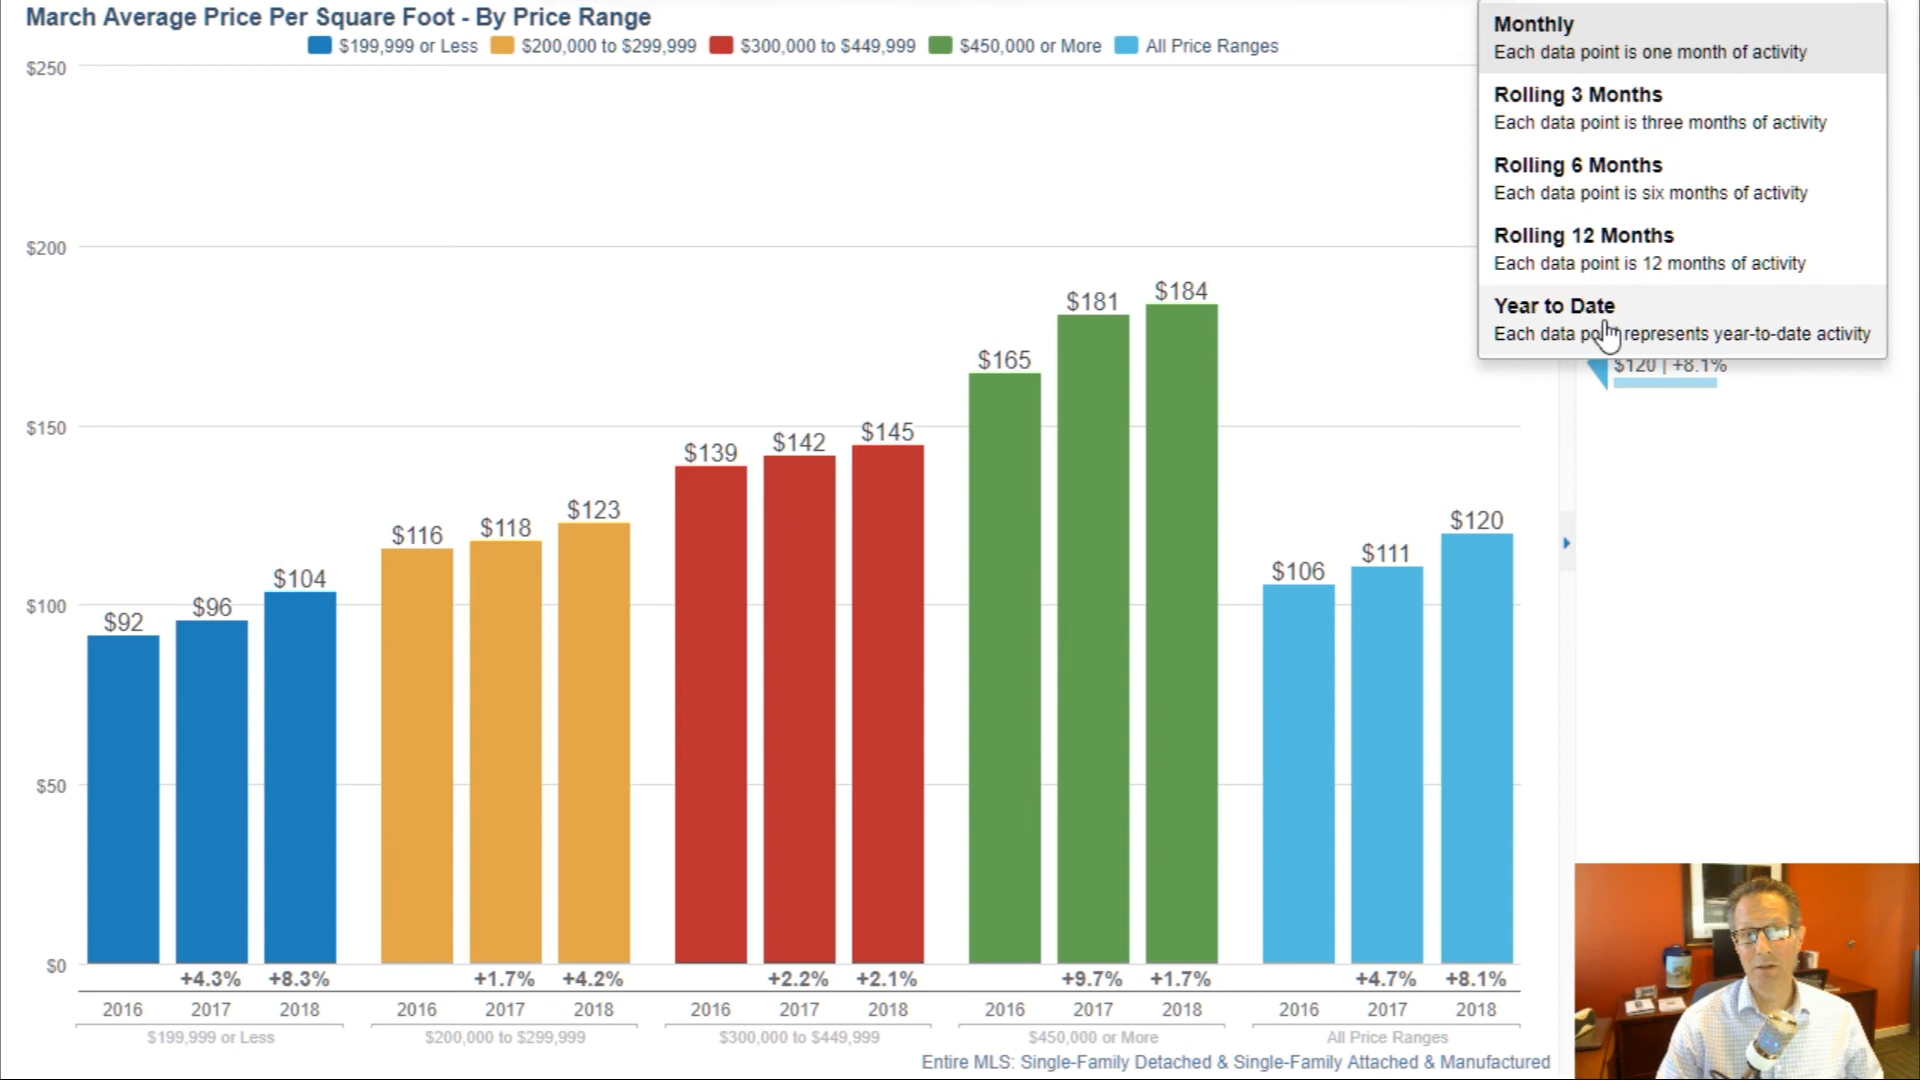 March Average Price Per Square Foot - By Price Range
$199,999 or Less $200,000 to $299,999 $300,000 to $449,999 $450,000 or More All Price Ranges
Monthly
Each data point is one month of activity
Rolling 3 Months
Each data point is three months of activity
Rolling 6 Months
Each data point is six months of activity
Rolling 12 Months
Each data point is 12 months of activity
Year to Date
Each data point represents year-to-date activity
$120 | +8.1%
$250
$200
$150
$100
$50
$0
$92 $96 $104 $116 $118 $123 $139 $142 $145 $165 $181 $184 $106 $111 $120
+4.3% +8.3% +1.7% +4.2% +2.2% +2.1% +9.7% +1.7% +4.7% +8.1%
2016 2017 2018 2016 2017 2018 2016 2017 2018 2016 2017 2018 2016 2017 2018
$199,999 or Less $200,000 to $299,999 $300,000 to $449,999 $450,000 or More All Price Ranges
Entire MLS: Single-Family Detached & Single-Family Attached & Manufactured